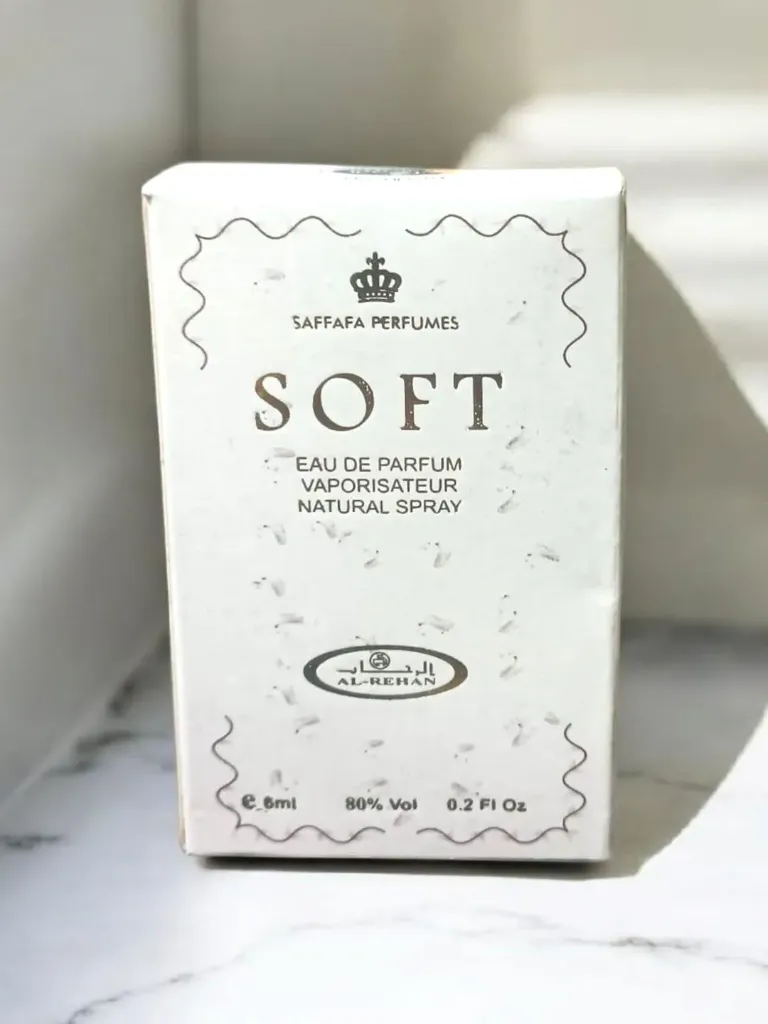 SAFFAFA PERFUMES
SOFT
EAU DE PARFUM
VAPORISATEUR
NATURAL SPRAY
الرحاب
AL-REHAN
e 6ml 80% Vol 0.2 Fl Oz